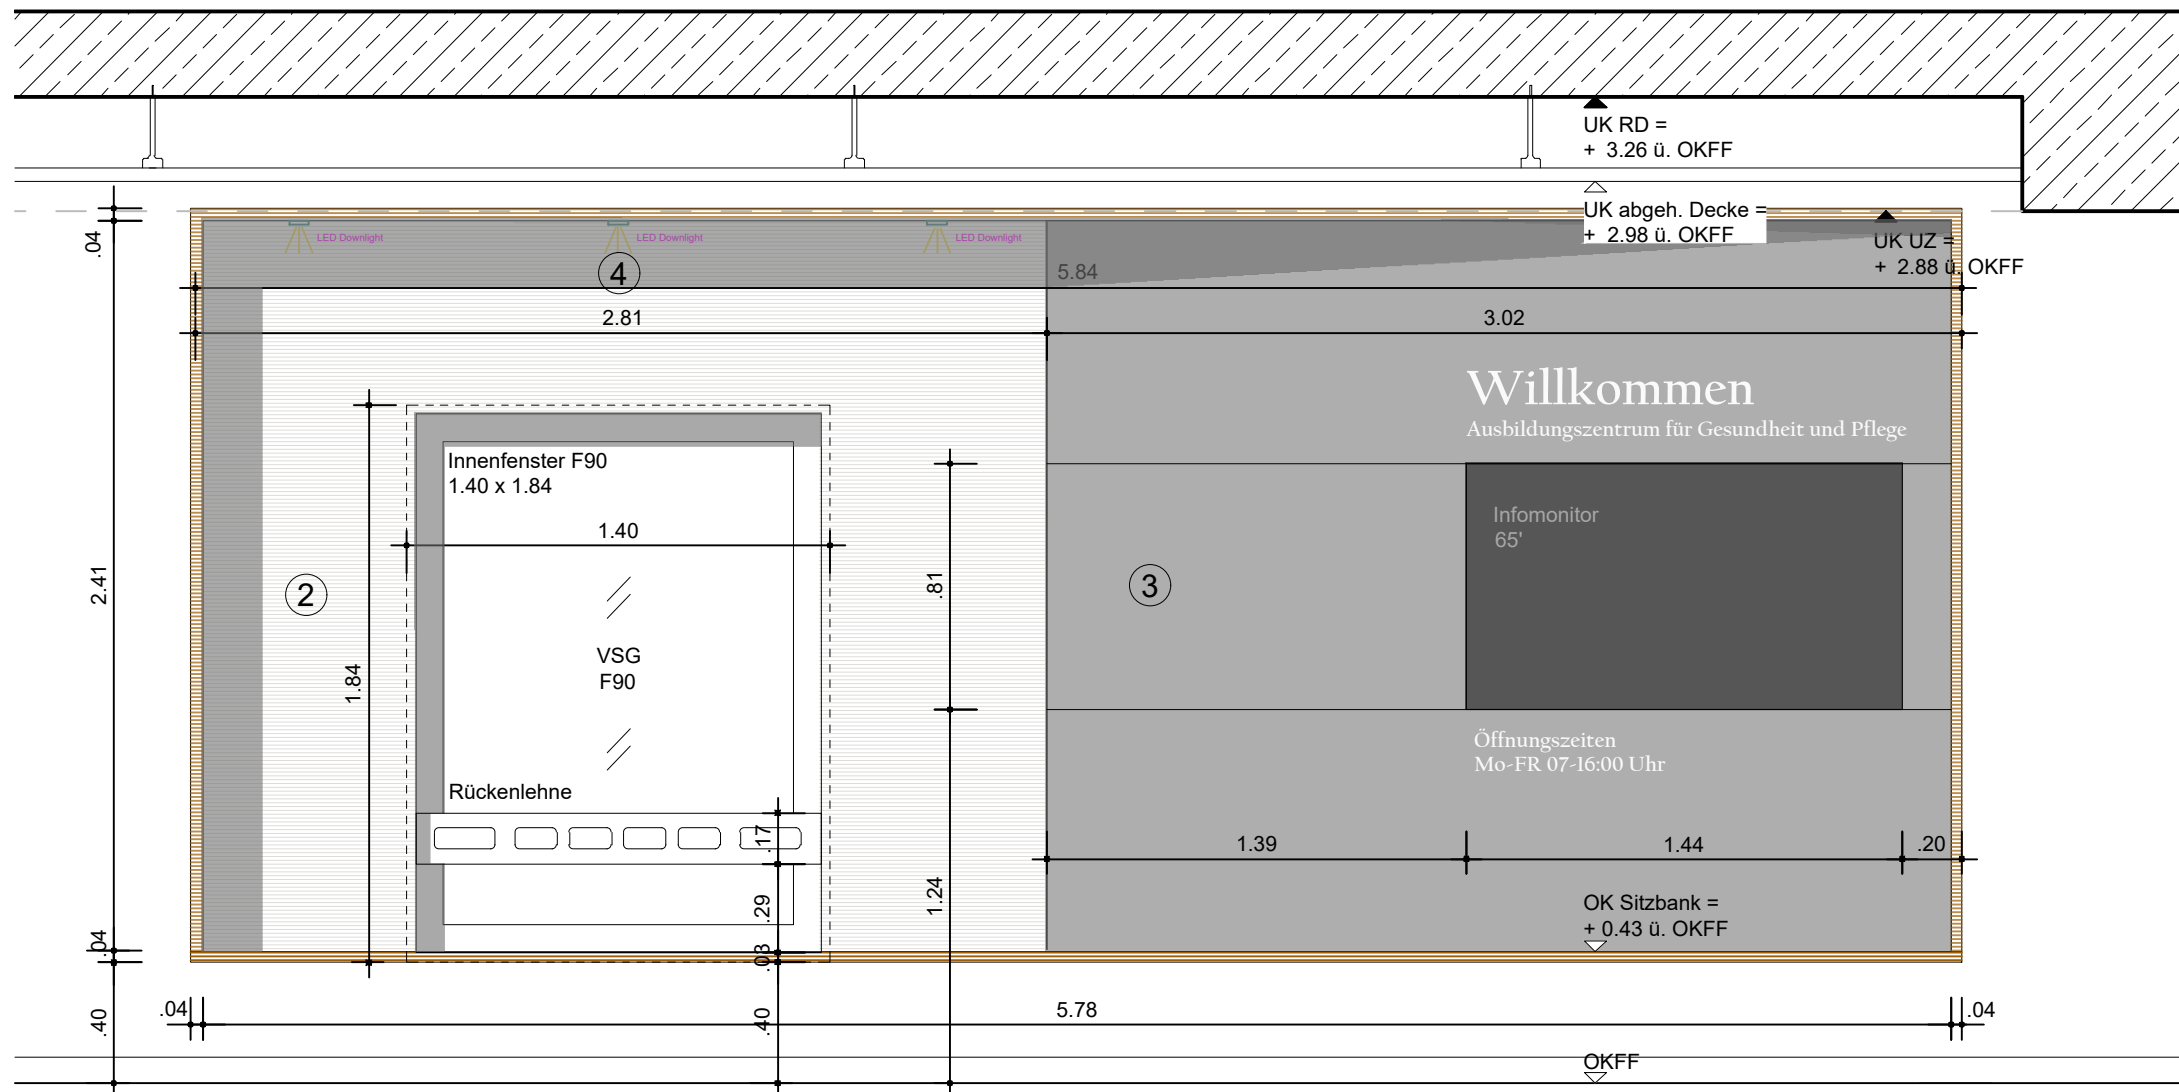 UK RD =
+ 3.26 ü. OKFF
UK abgeh. Decke =
+ 2.98 ü. OKFF
UK UZ =
+ 2.88 ü. OKFF
.04
LED Downlight
LED Downlight
LED Downlight
4
5.84
2.81
3.02
Willkommen
Ausbildungszentrum für Gesundheit und Pflege
Innenfenster F90
1.40 x 1.84
1.40
Infomonitor
65'
2.41
2
.81
3
VSG
F90
1.84
Öffnungszeiten
Mo-FR 07-16:00 Uhr
Rückenlehne
.17
1.39
1.44
.20
1.24
.29
OK Sitzbank =
+ 0.43 ü. OKFF
.04
.03
.04
5.78
.04
.40
.40
OKFF